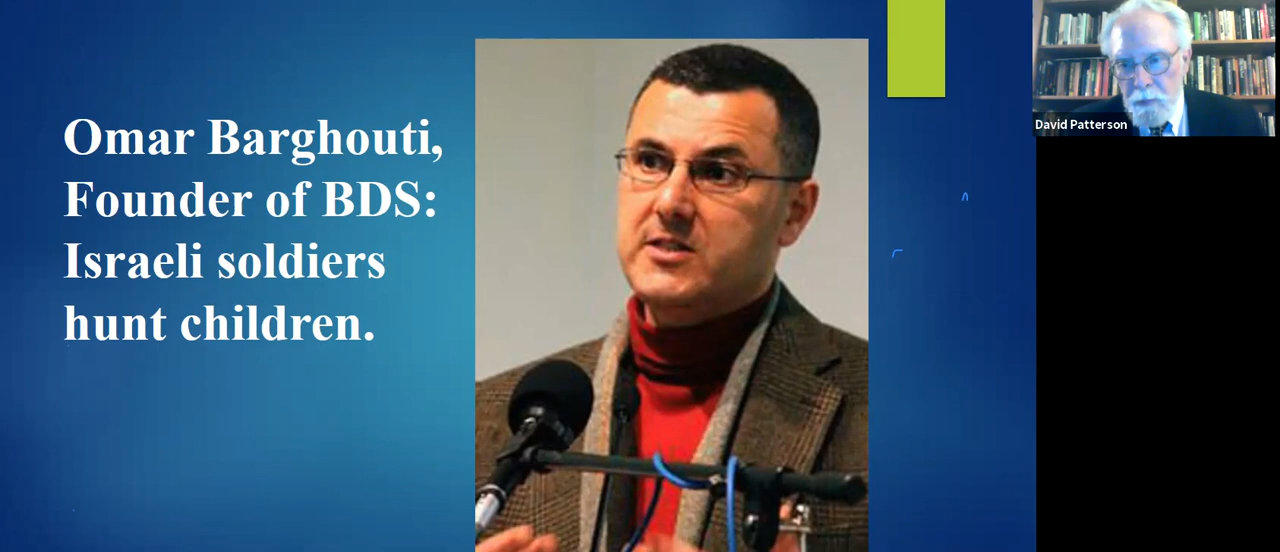 Omar Barghouti,
Founder of BDS:
Israeli soldiers
hunt children.
David Patterson